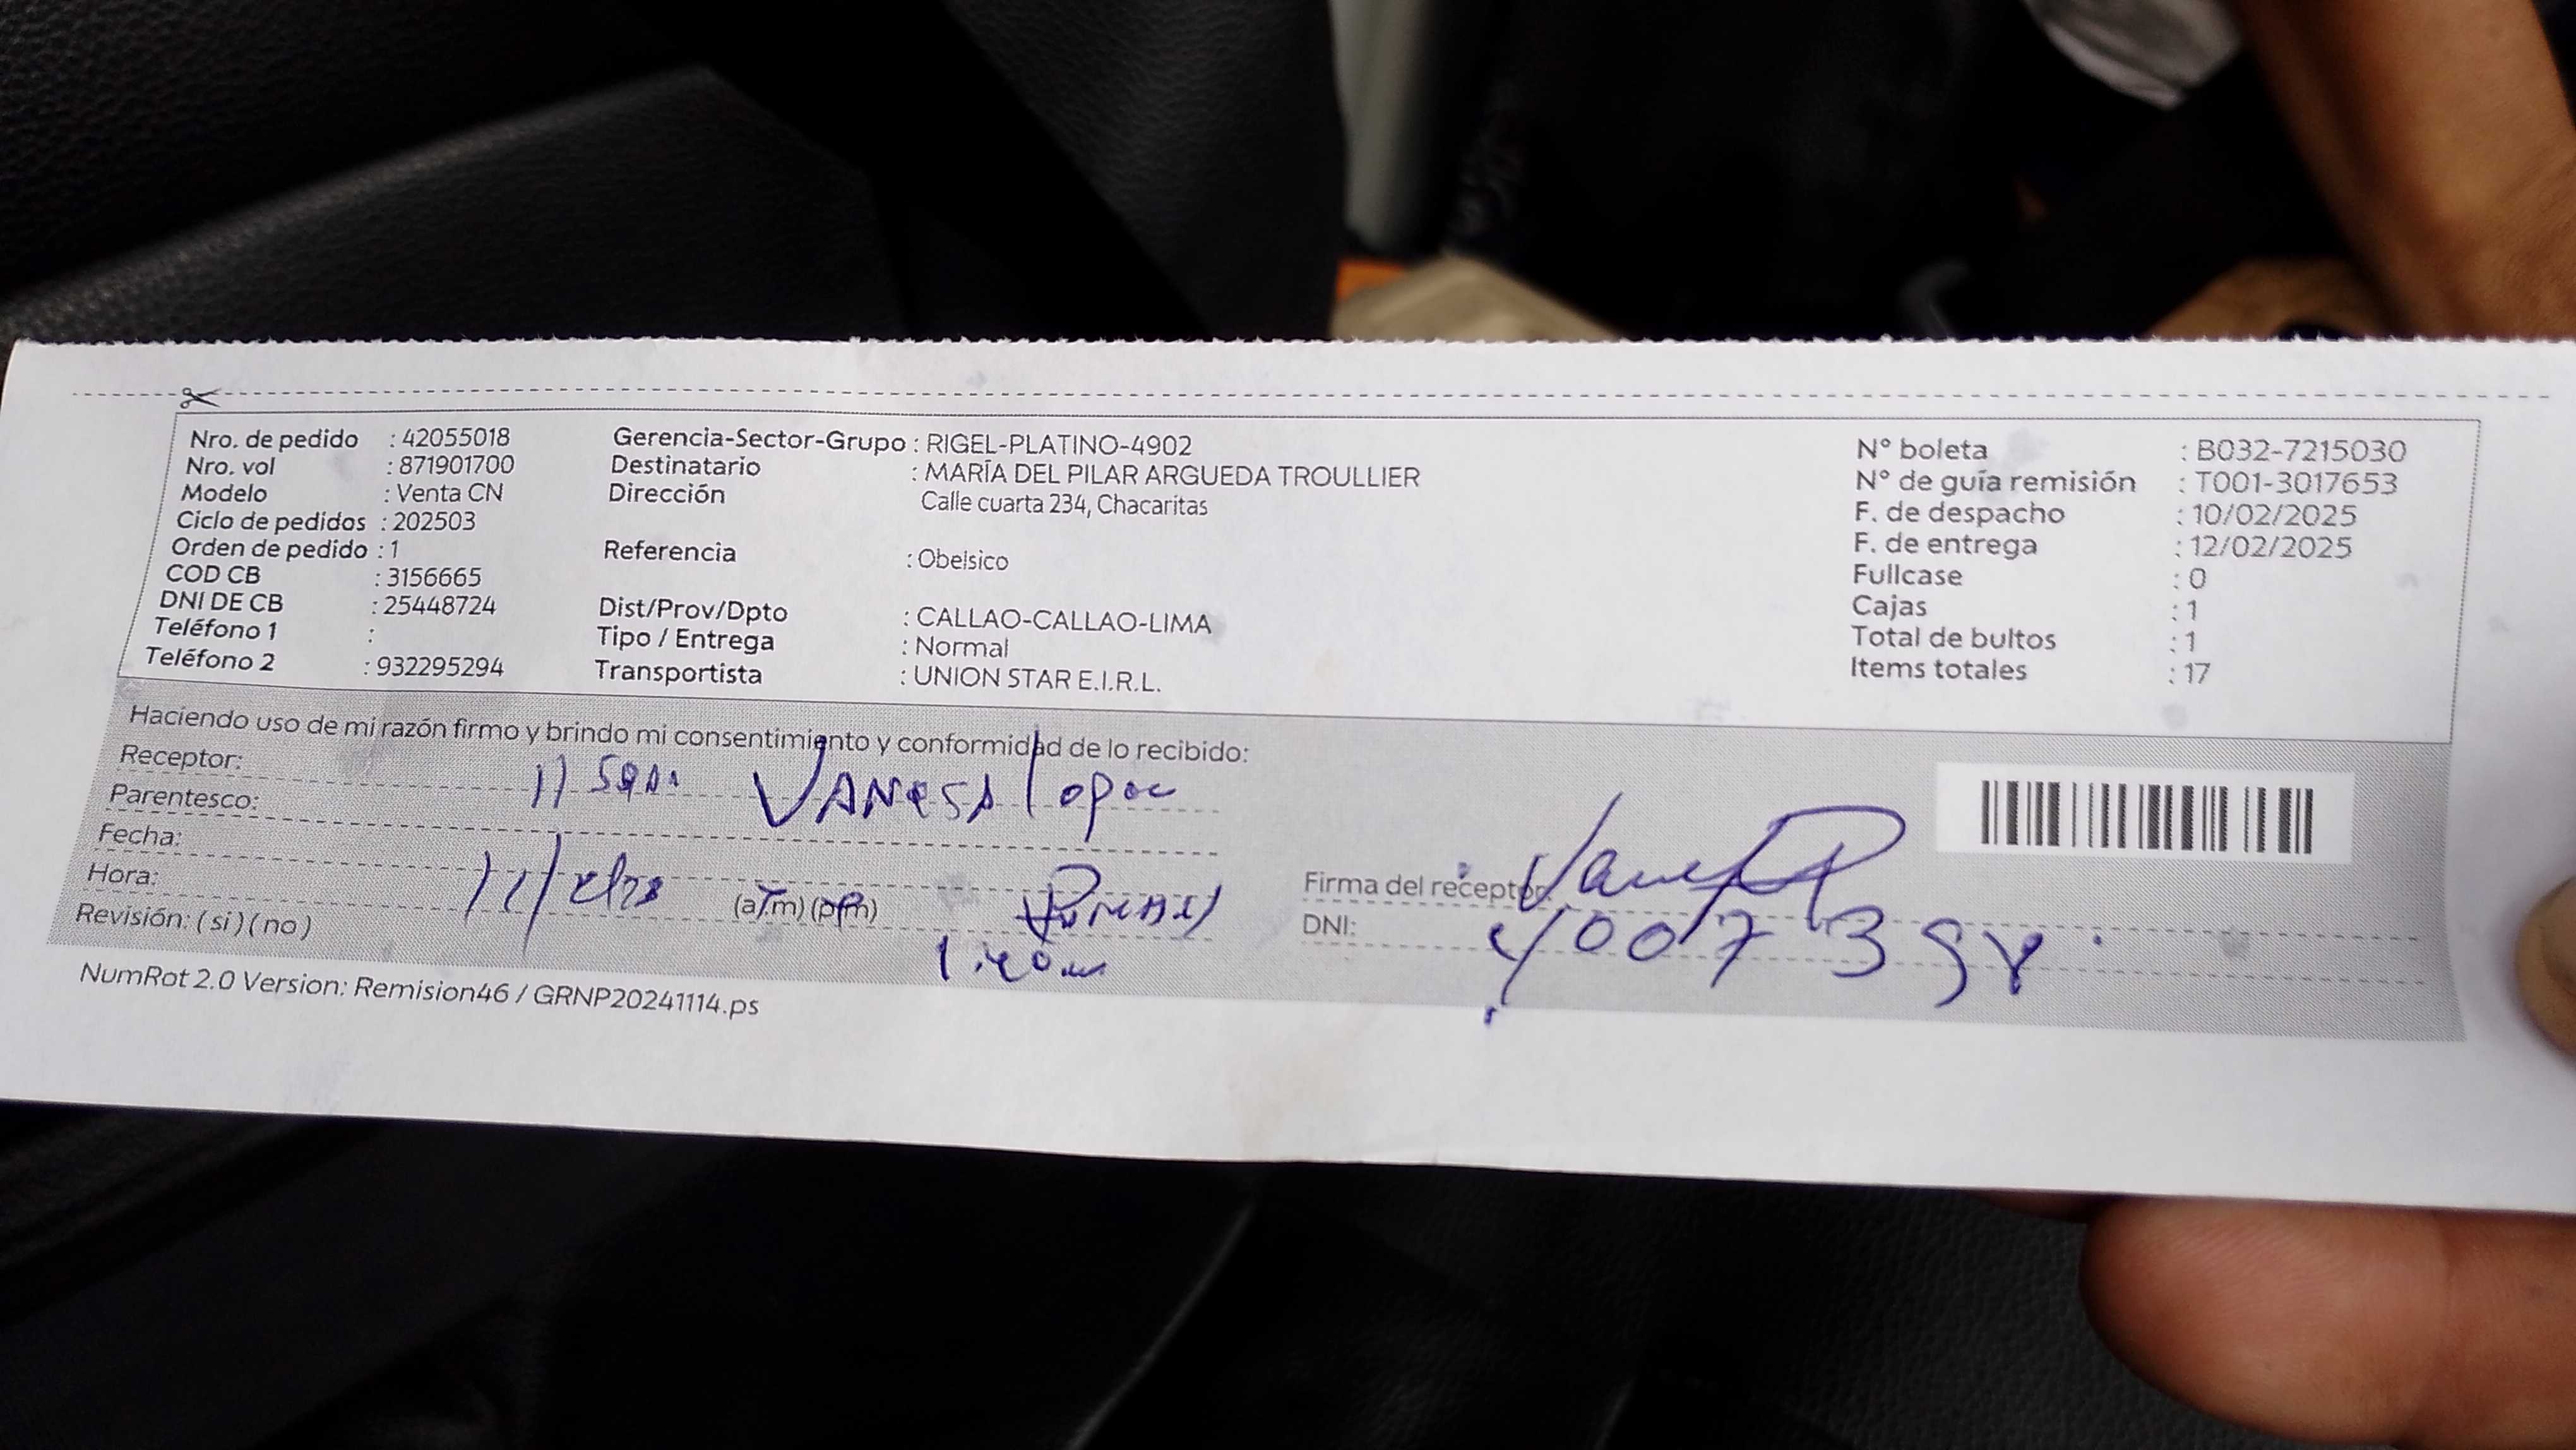 Nro. de pedido : 42055018
Nro. vol : 871901700
Modelo : Venta CN
Ciclo de pedidos : 202503
Orden de pedido : 1
COD CB : 3156665
DNI DE CB : 25448724
Teléfono 1 :
Teléfono 2 : 932295294
Gerencia-Sector-Grupo : RIGEL-PLATINO-4902
Destinatario : MARÍA DEL PILAR ARGUEDA TROULLIER
Dirección Calle cuarta 234, Chacaritas
Referencia : Obelsico
Dist/Prov/Dpto : CALLAO-CALLAO-LIMA
Tipo / Entrega : Normal
Transportista : UNION STAR E.I.R.L.
N° boleta : B032-7215030
N° de guía remisión : T001-3017653
F. de despacho : 10/02/2025
F. de entrega : 12/02/2025
Fullcase : 0
Cajas : 1
Total de bultos : 1
Items totales : 17
Haciendo uso de mi razón firmo y brindo mi consentimiento y conformidad de lo recibido:
Receptor:
Parentesco: Vanesa
Fecha:
Hora: (a.m) (p.m)
Revisión: ( si ) ( no )
Firma del receptor:
DNI:
NumRot 2.0 Version: Remision46 / GRNP20241114.ps